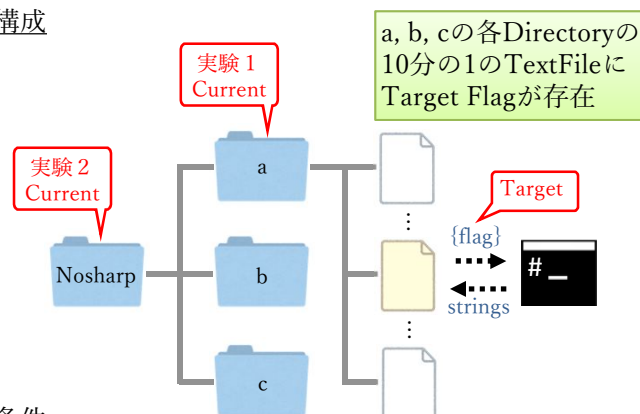 構成
a, b, cの各Directoryの
10分の1のTextFileに
Target Flagが存在
実験１
Current
実験２
Current
a
Target
⋮
{flag}
Nosharp
b
#_
strings
⋮
c